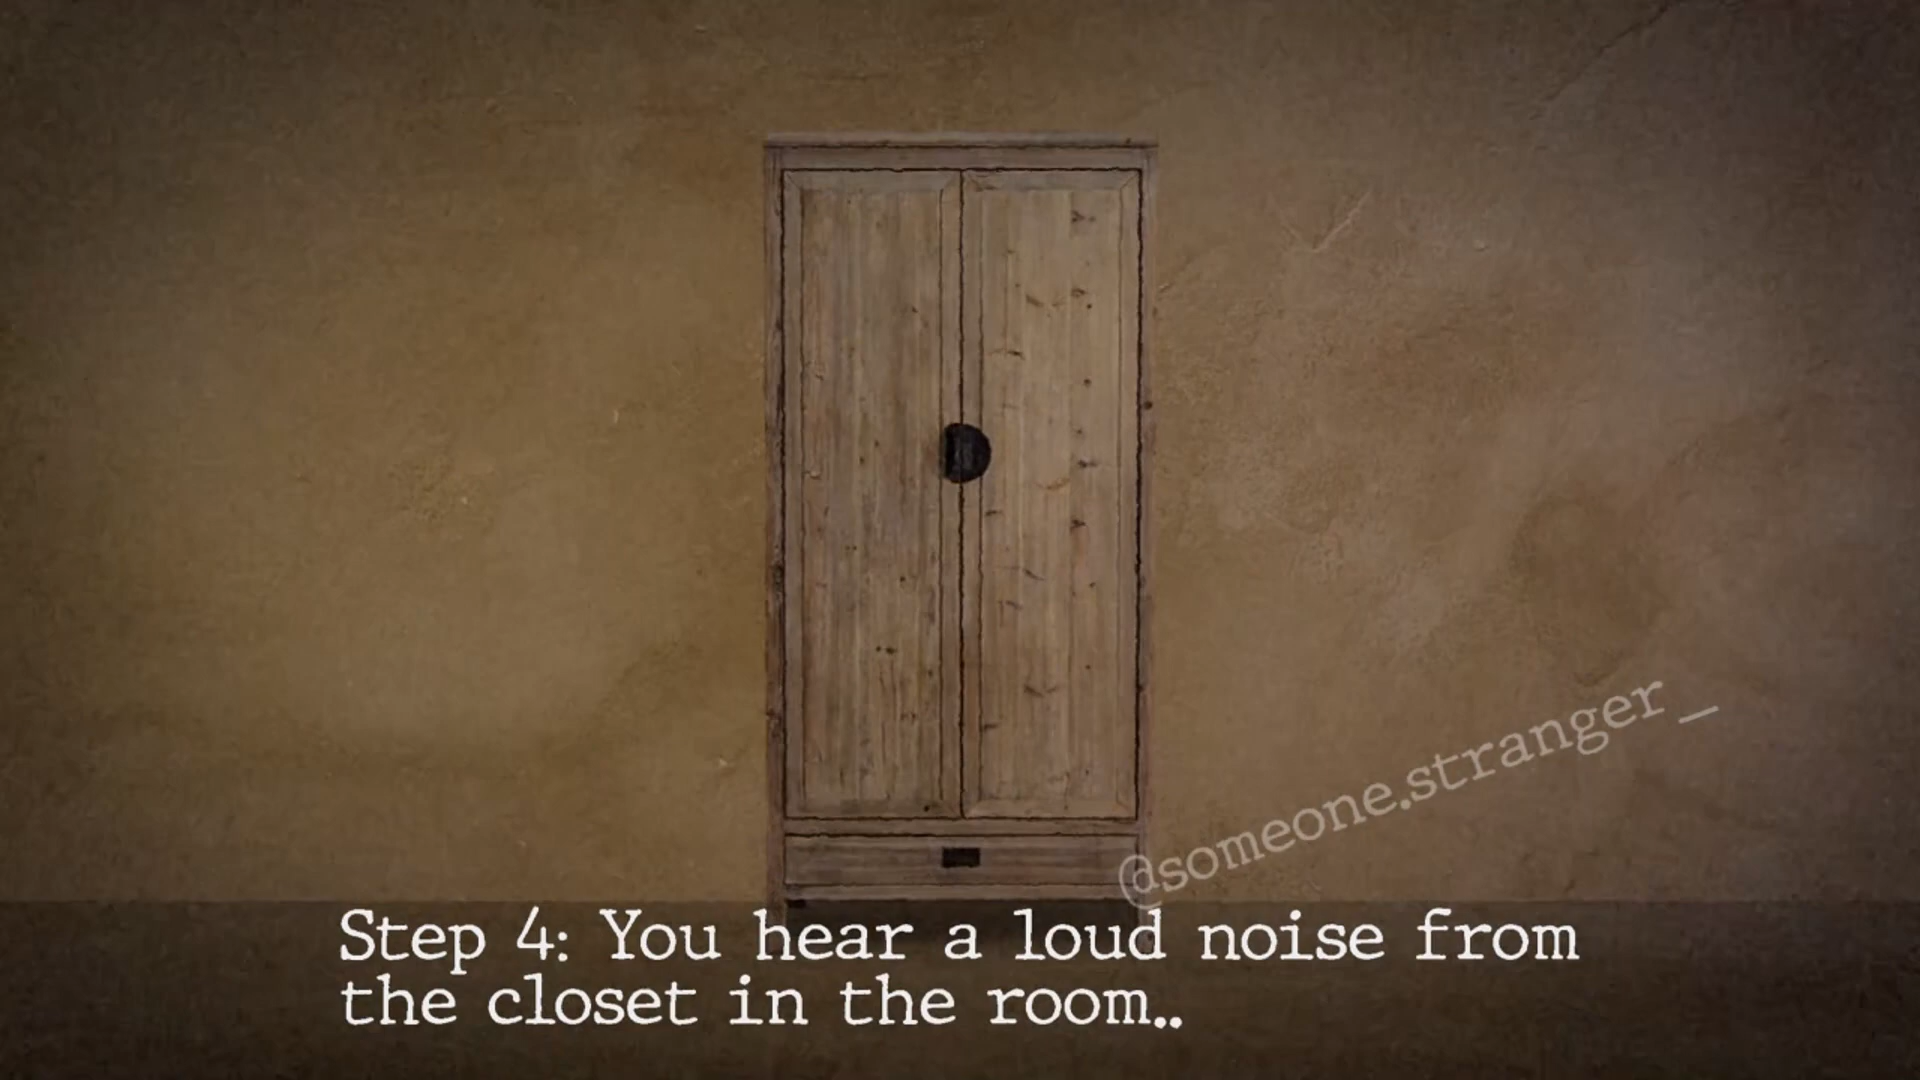 @someone.stranger_
Step 4: You hear a loud noise from
the closet in the room..